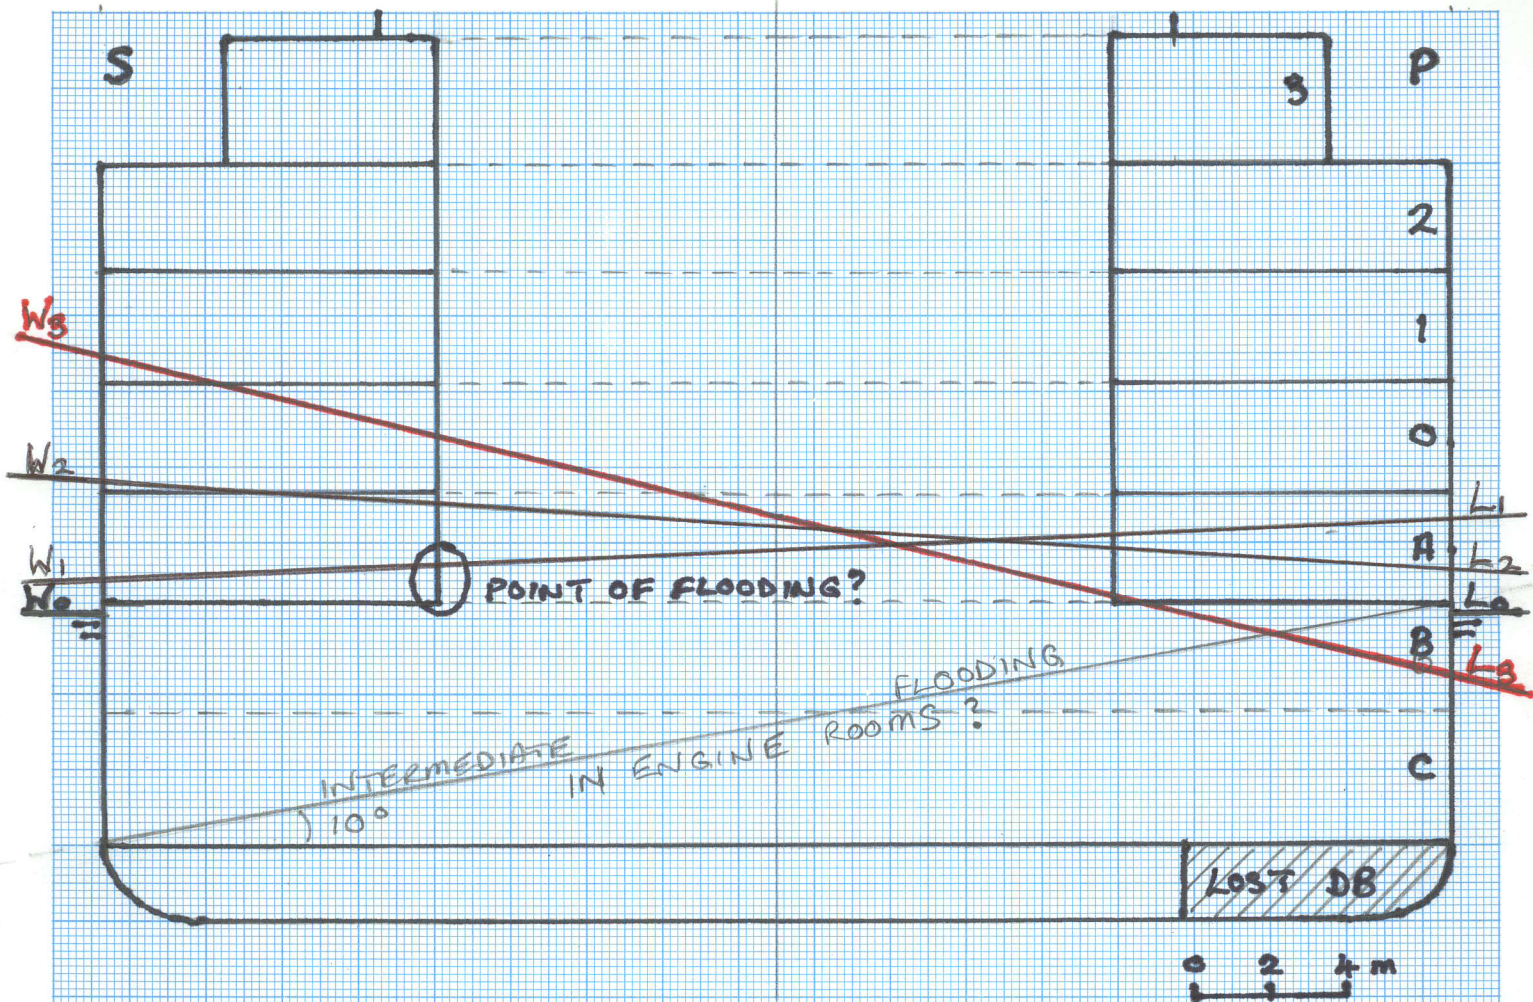 S
P
3
2
W3
1
0
W2
L1
A
W1
L2
POINT OF FLOODING?
W0
L0
B
L3
FLOODING
INTERMEDIATE
IN ENGINE ROOMS?
C
10°
LOST DB
0 2 4 m